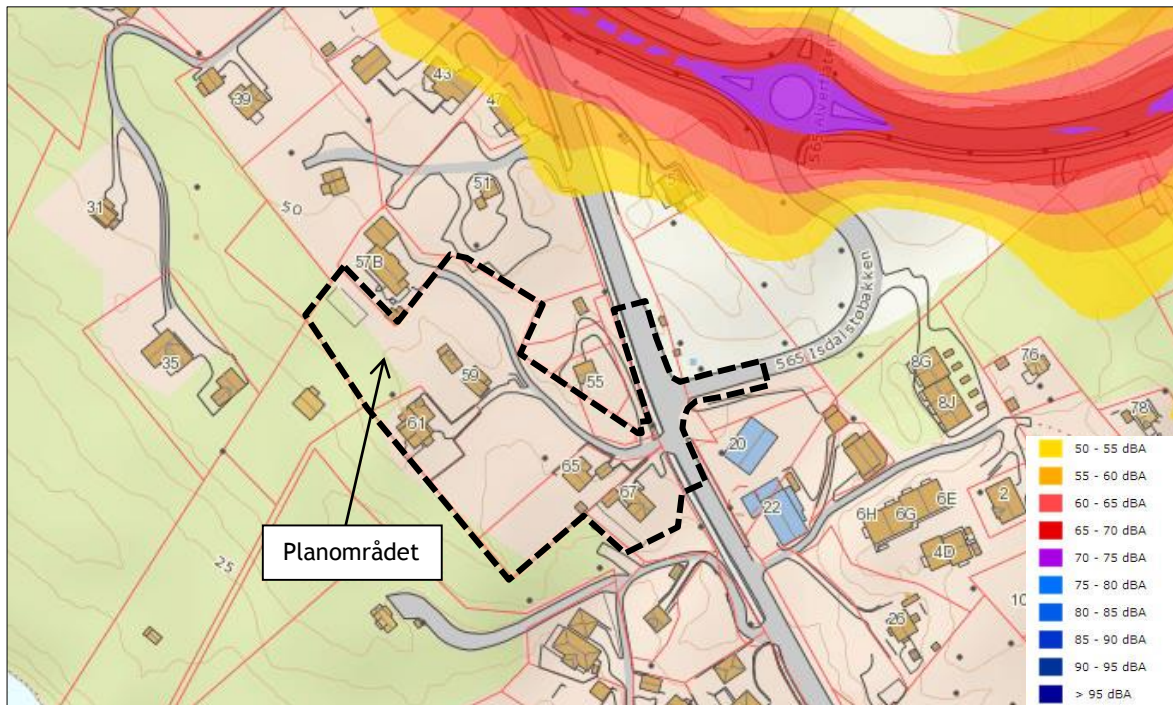 43
39
47
565 Alverflaten
51
31
50
57B
565 Isdalstøbakken
35
59
55
8G
76
8J
61
78
20
65
67
22
2
6E
6G
6H
4D
Planområdet
25
10
26
50 - 55 dBA
55 - 60 dBA
60 - 65 dBA
65 - 70 dBA
70 - 75 dBA
75 - 80 dBA
80 - 85 dBA
85 - 90 dBA
90 - 95 dBA
> 95 dBA